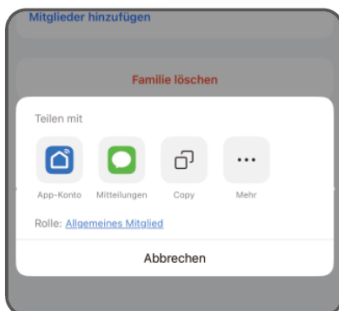 Mitglieder hinzufügen
Familie löschen
Teilen mit
App-Konto Mitteilungen Copy Mehr
Rolle: Allgemeines Mitglied
Abbrechen